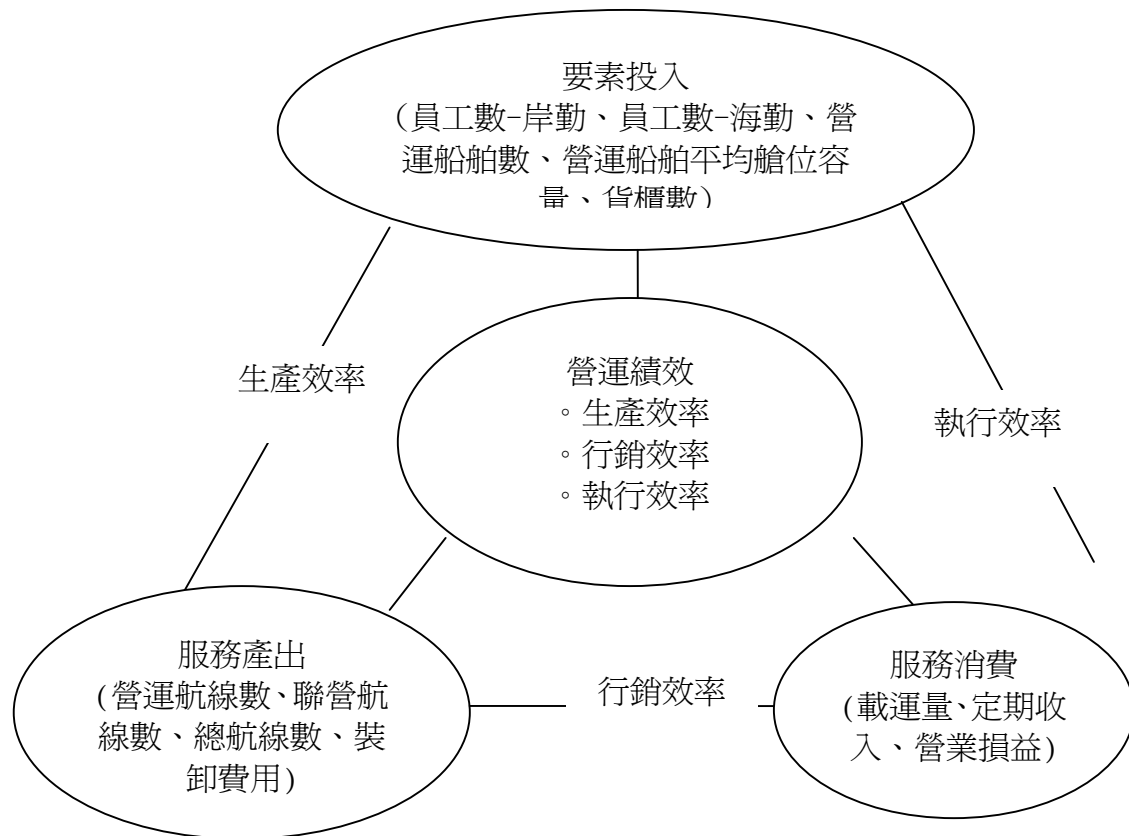 要素投入
(員工數-岸勤、員工數-海勤、營
運船舶數、營運船舶平均艙位容
量、貨櫃數)
生產效率
營運績效
。生產效率
。行銷效率
。執行效率
執行效率
服務產出
(營運航線數、聯營航
線數、總航線數、裝
卸費用)
行銷效率
服務消費
(載運量、定期收
入、營業損益)